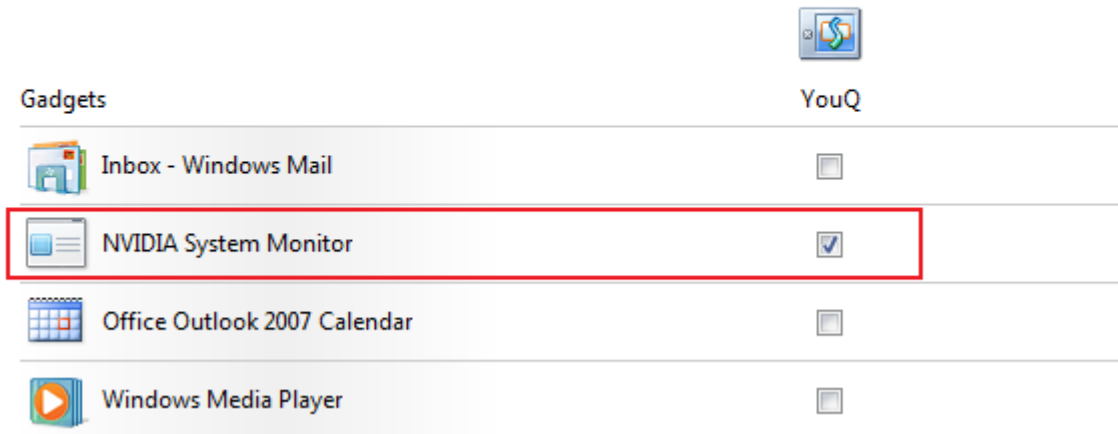 Gadgets YouQ
Inbox - Windows Mail
NVIDIA System Monitor
Office Outlook 2007 Calendar
Windows Media Player